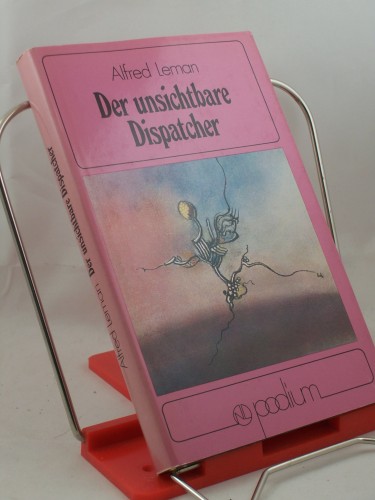 Alfred Leman
Der unsichtbare
Dispatcher
podium
Alfred Leman Der unsichtbare Dispatcher